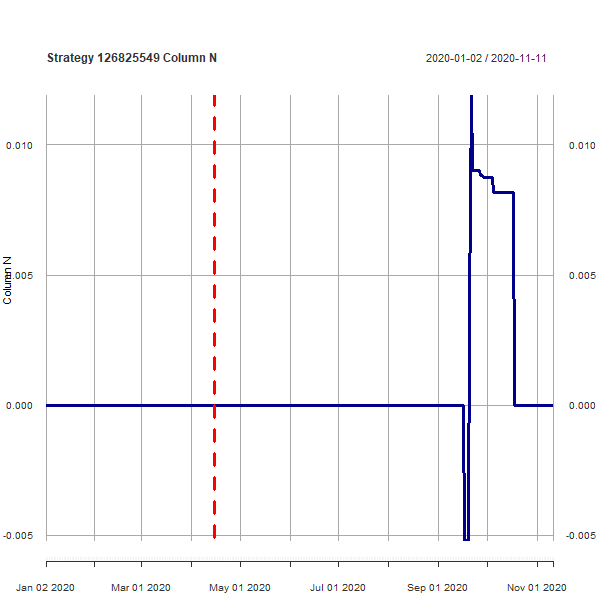 Strategy 126825549 Column N
2020-01-02 / 2020-11-11
0.010
0.005
0.000
-0.005
Column N
0.010
0.005
0.000
-0.005
Jan 02 2020
Mar 01 2020
May 01 2020
Jul 01 2020
Sep 01 2020
Nov 01 2020